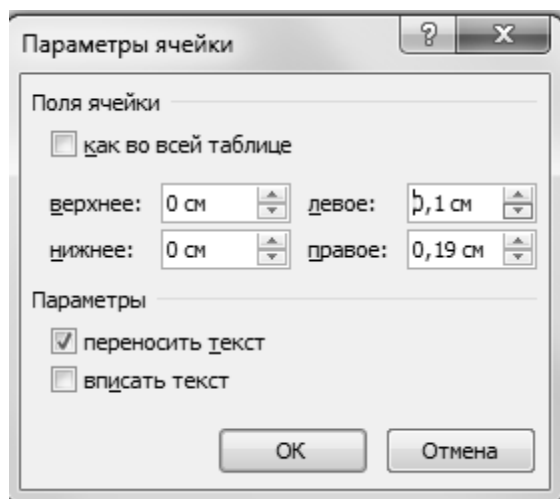 Параметры ячейки
Поля ячейки
как во всей таблице
верхнее: 0 см левое: 0,1 см
нижнее: 0 см правое: 0,19 см
Параметры
переносить текст
вписать текст
ОК Отмена